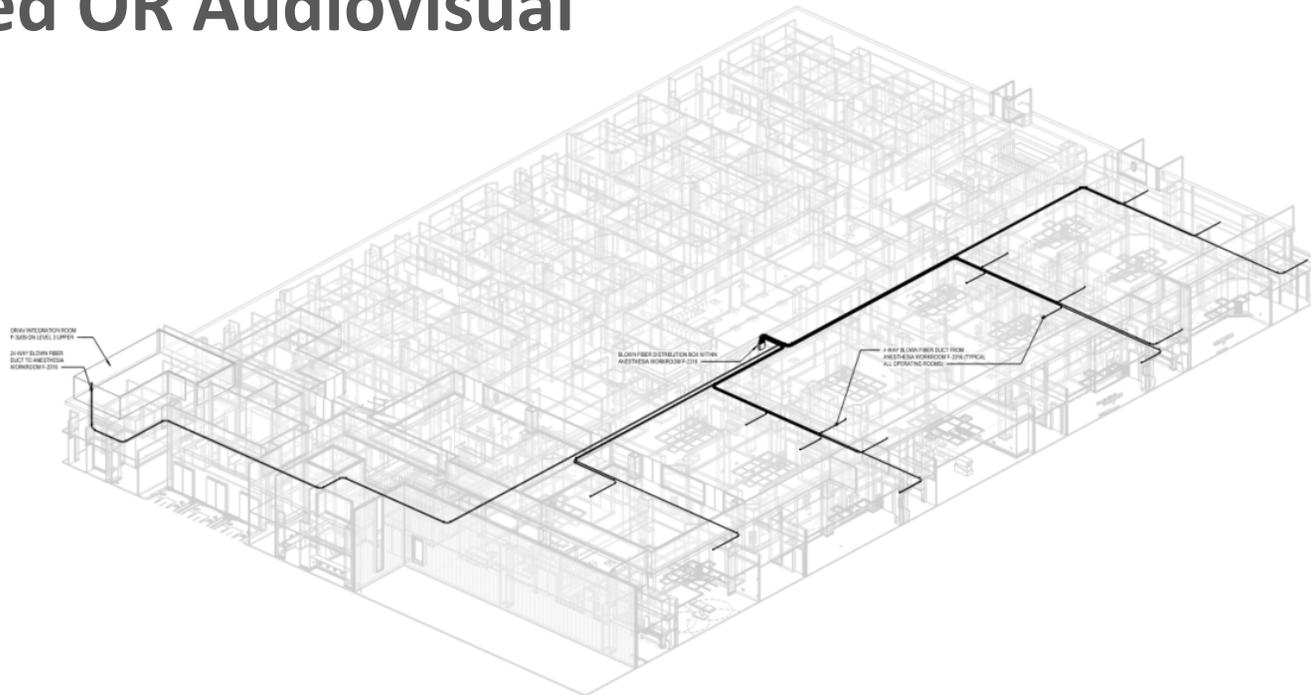 ed OR Audiovisual
OR/AV INTEGRATION ROOM
ON LEVEL 3 UPPER
24-WAY BLOWN FIBER
DUCT TO ANESTHESIA
WORKROOM F-2316
BLOWN FIBER DISTRIBUTION BOX WITHIN
ANESTHESIA WORKROOM F-2316
4-WAY BLOWN FIBER DUCT FROM
ANESTHESIA WORKROOM F-2316 (TYPICAL
ALL OPERATING ROOMS)